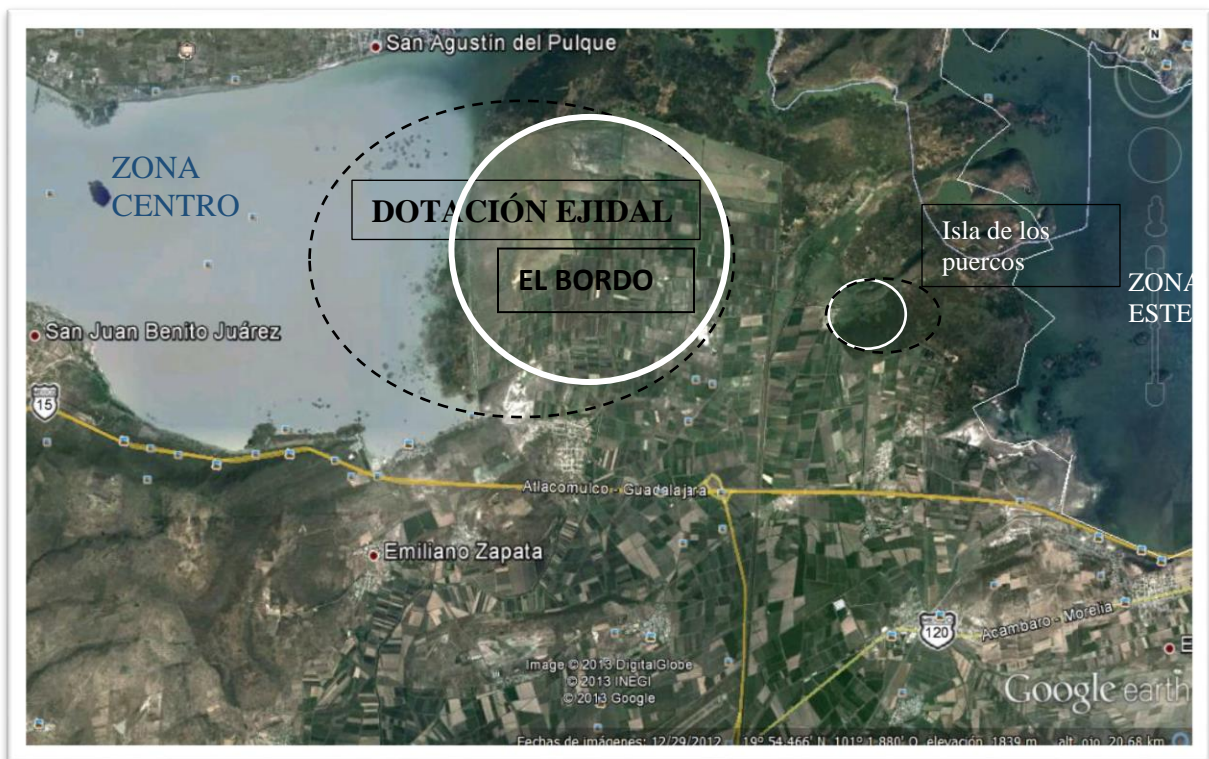 San Agustín del Pulque
N
ZONA
CENTRO
DOTACIÓN EJIDAL
EL BORDO
Isla de los
puercos
ZONA
ESTE
San Juan Benito Juárez
15
Atlacomulco - Guadalajara
Emiliano Zapata
120
Acambaro - Morelia
E
Image © 2013 DigitalGlobe
© 2013 INEGI
© 2013 Google
Google earth
Fechas de imágenes: 12/29/2012 19° 54.466' N 101° 1.880' O elevación 1839 m alt. ojo 20.68 km